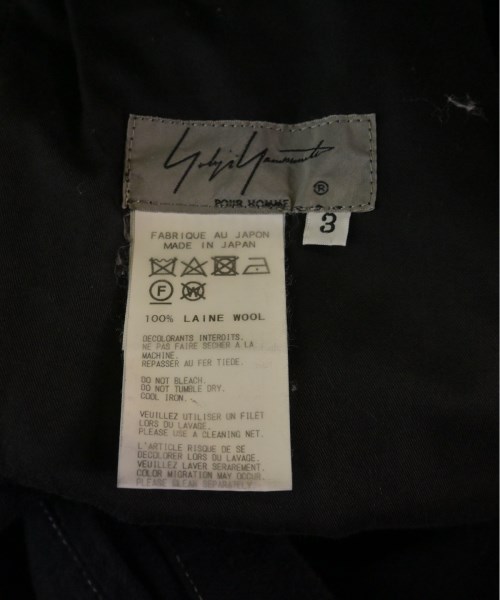 Yohji Yamamoto
®
POUR HOMME
3
FABRIQUE AU JAPON
MADE IN JAPAN
F
W
100% LAINE WOOL
DECOLORANTS INTERDITS.
NE PAS FAIRE SECHER A LA
MACHINE.
REPASSER AU FER TIEDE.
DO NOT BLEACH.
DO NOT TUMBLE DRY.
COOL IRON.
VEUILLEZ UTILISER UN FILET
LORS DU LAVAGE.
PLEASE USE A CLEANING NET.
L'ARTICLE RISQUE DE SE
DECOLORER LORS DU LAVAGE.
VEUILLEZ LAVER SEPAREMENT.
COLOR MIGRATION MAY OCCUR.
PLEASE CLEAN SEPARATELY.